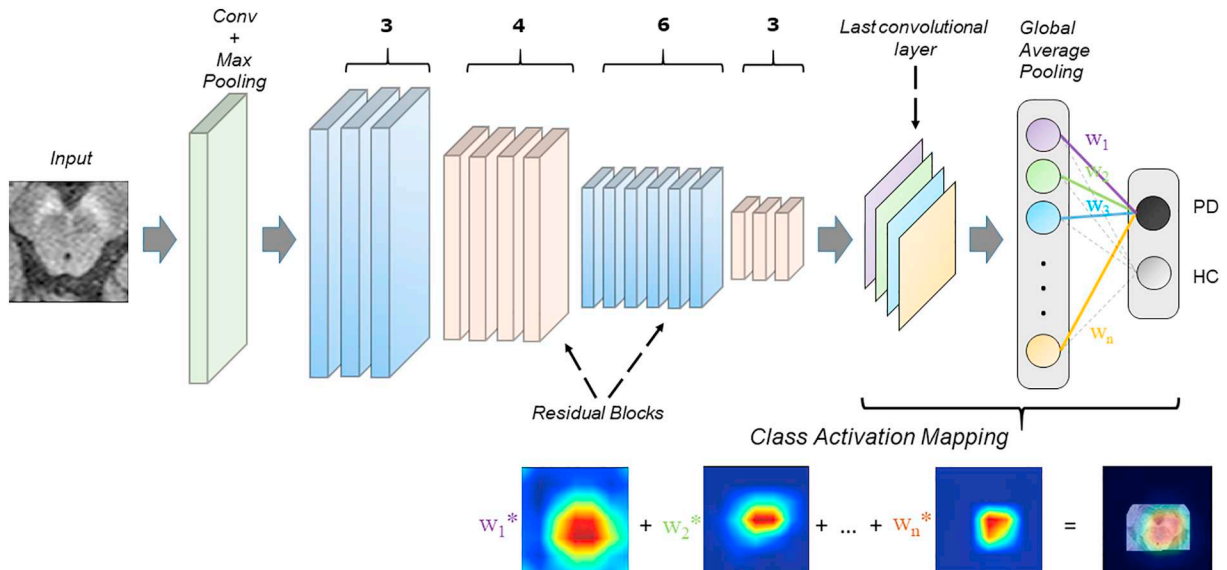 Conv
+
Max
Pooling
3
4
6
3
Last convolutional
layer
Global
Average
Pooling
Input
w₁
w₂
w₃
wₙ
PD
HC
Residual Blocks
Class Activation Mapping
w₁* + w₂* + ... + wₙ* =